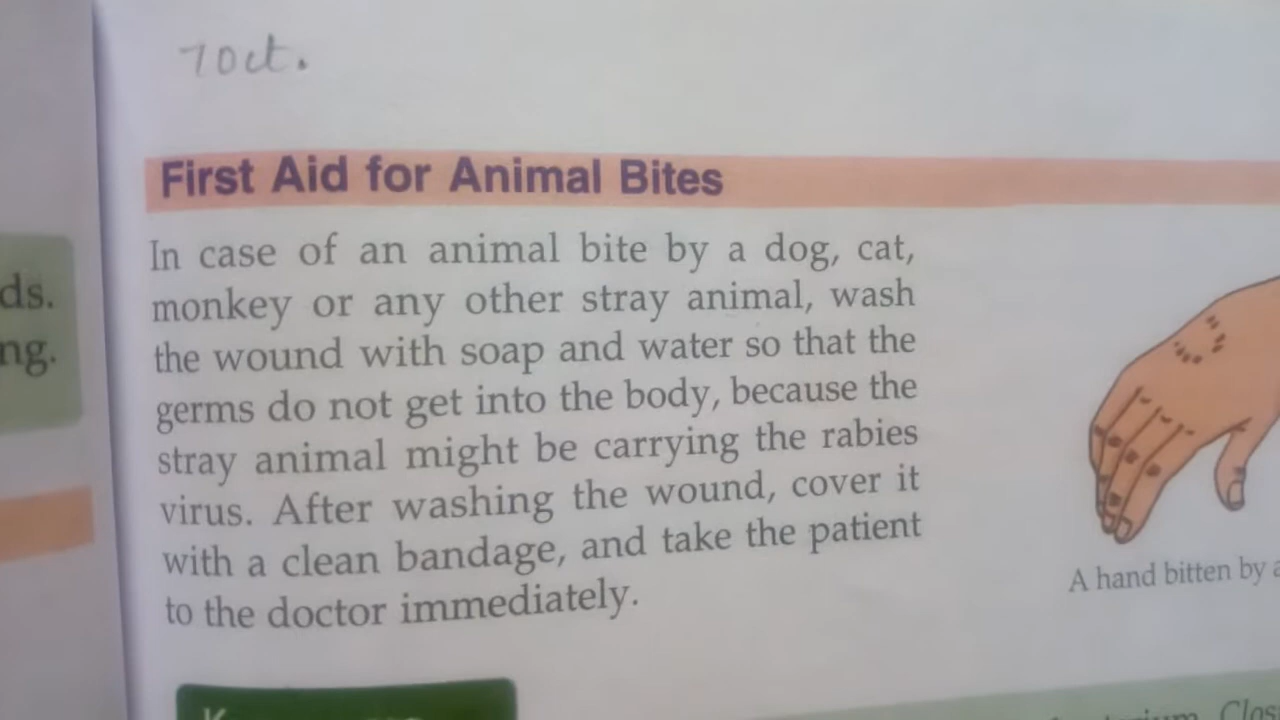 7 Oct.
First Aid for Animal Bites
In case of an animal bite by a dog, cat,
monkey or any other stray animal, wash
the wound with soap and water so that the
germs do not get into the body, because the
stray animal might be carrying the rabies
virus. After washing the wound, cover it
with a clean bandage, and take the patient
to the doctor immediately.
ds.
ng.
A hand bitten by a